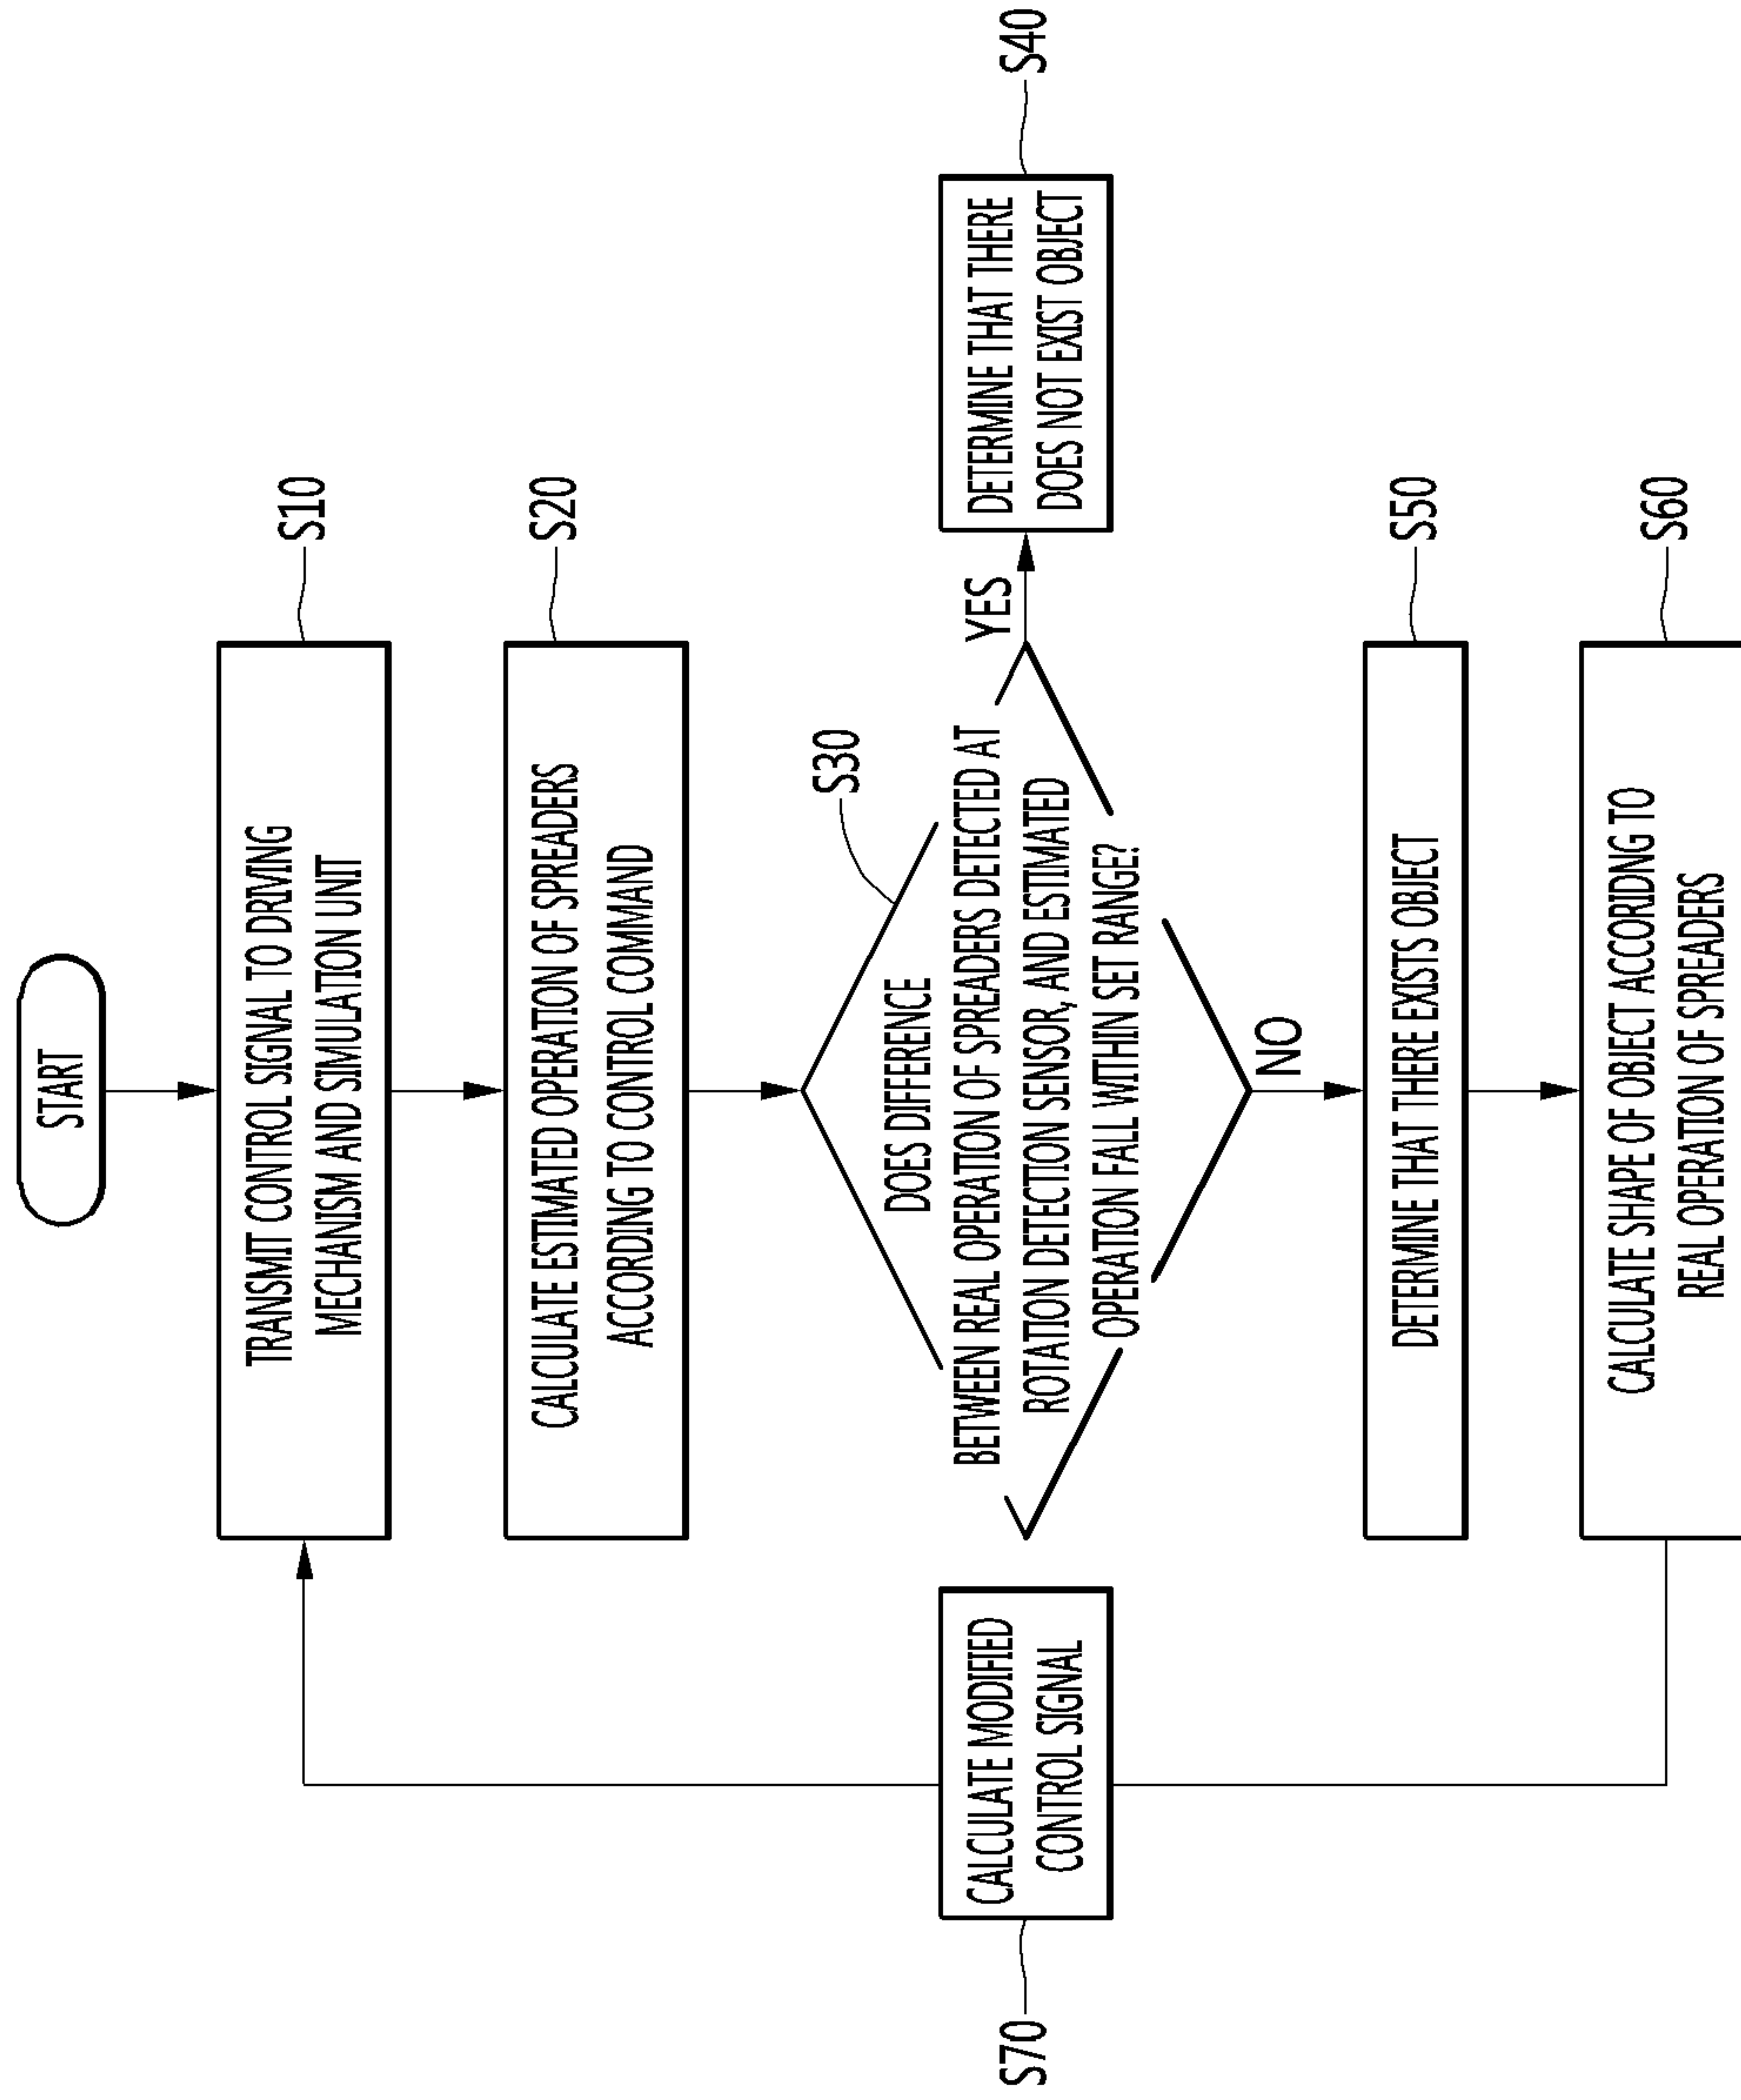 START
TRANSMIT CONTROL SIGNAL TO DRIVING
MECHANISM AND SIMULATION UNIT
S10
CALCULATE ESTIMATED OPERATION OF SPREADERS
ACCORDING TO CONTROL COMMAND
S20
DOES DIFFERENCE
BETWEEN REAL OPERATION OF SPREADERS DETECTED AT
ROTATION DETECTION SENSOR, AND ESTIMATED
OPERATION FALL WITHIN SET RANGE?
S30
YES
DETERMINE THAT THERE
DOES NOT EXIST OBJECT
S40
NO
DETERMINE THAT THERE EXISTS OBJECT
S50
CALCULATE SHAPE OF OBJECT ACCORIDNG TO
REAL OPERATION OF SPREADERS
S60
CALCULATE MODIFIED
CONTROL SIGNAL
S70